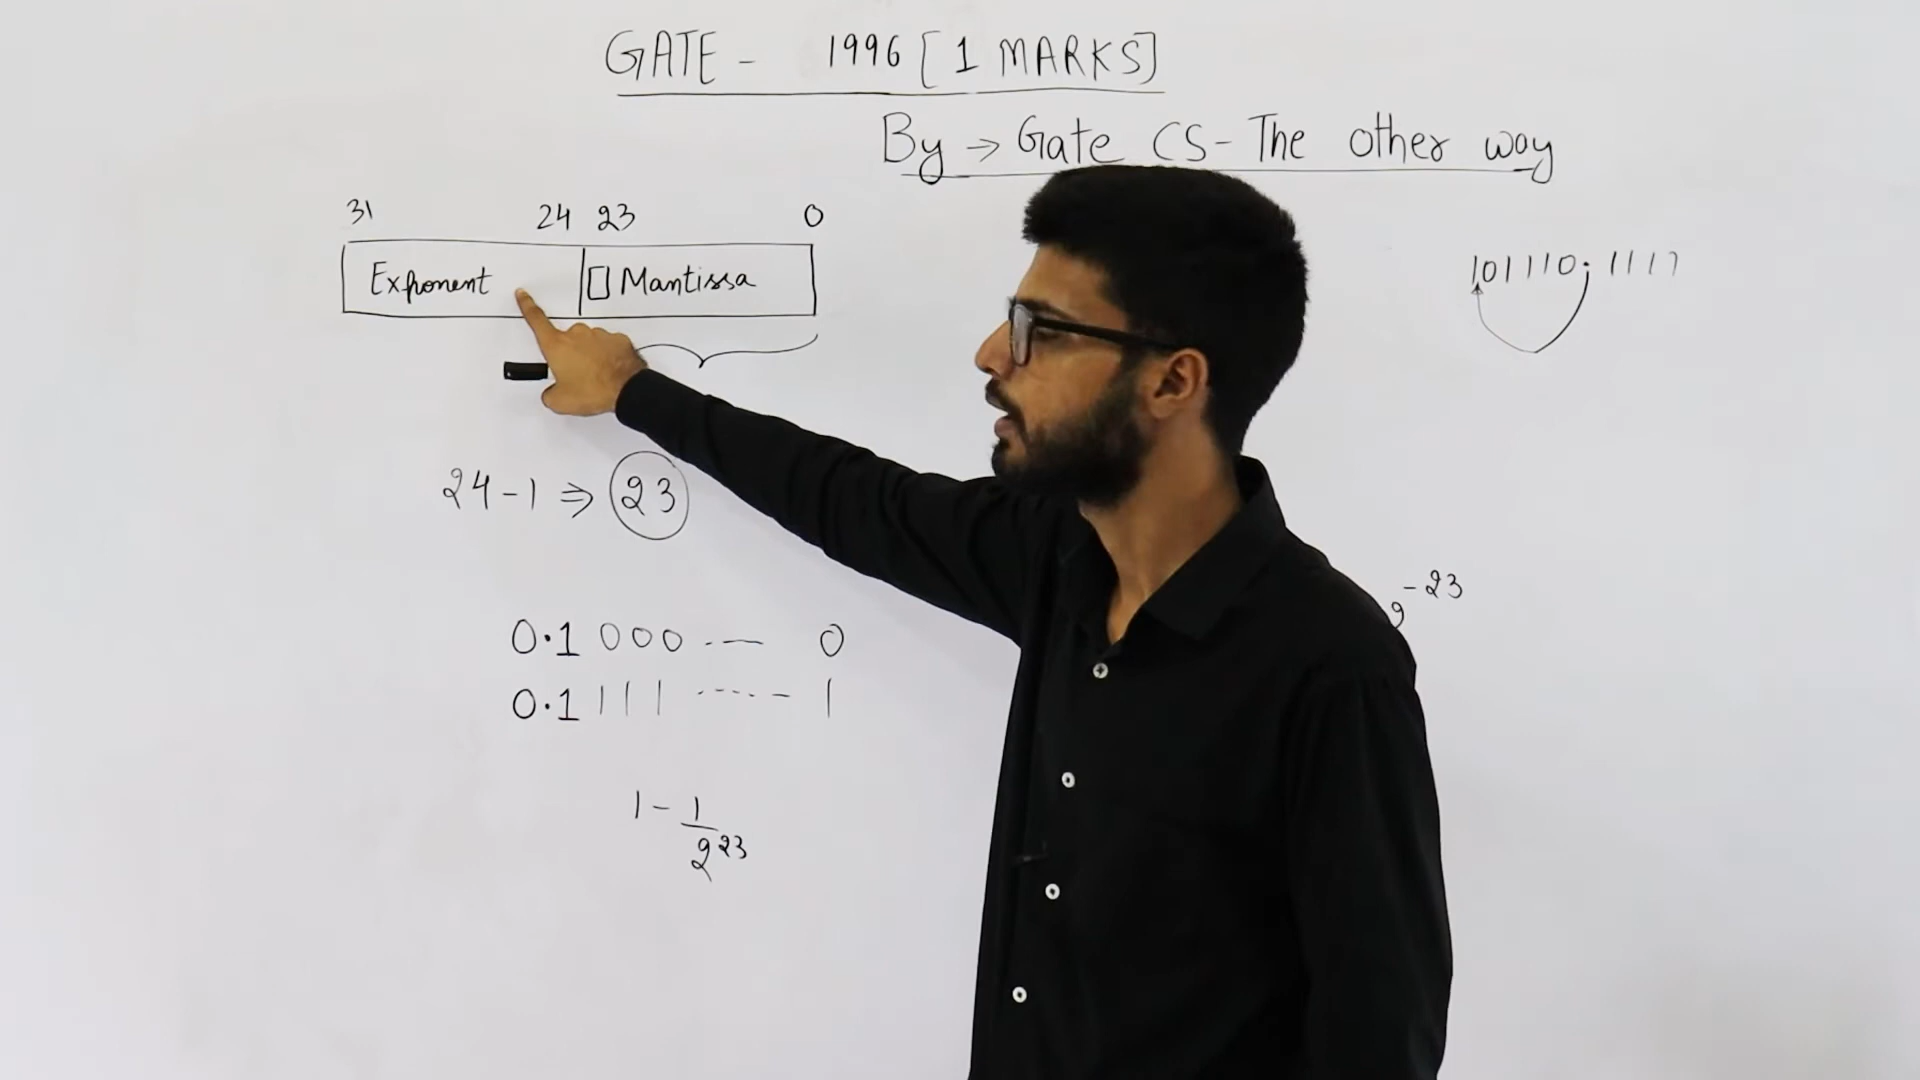 GATE - 1996 [1 MARKS]
By → Gate CS - The other way
31 24 23 0
Exponent Mantissa
101110.1111
24-1 ⇒ 23
-23
0.1000 ---- 0
0.1111 ------ 1
1 - 1/2^23